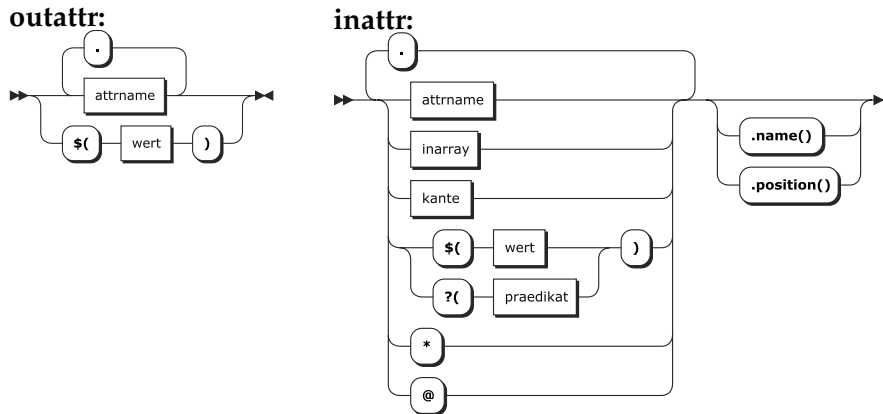 outattr:
.
attrname
$( wert )
inattr:
.
attrname
inarray
kante
$( wert )
?( praedikat
*
@
.name()
.position()